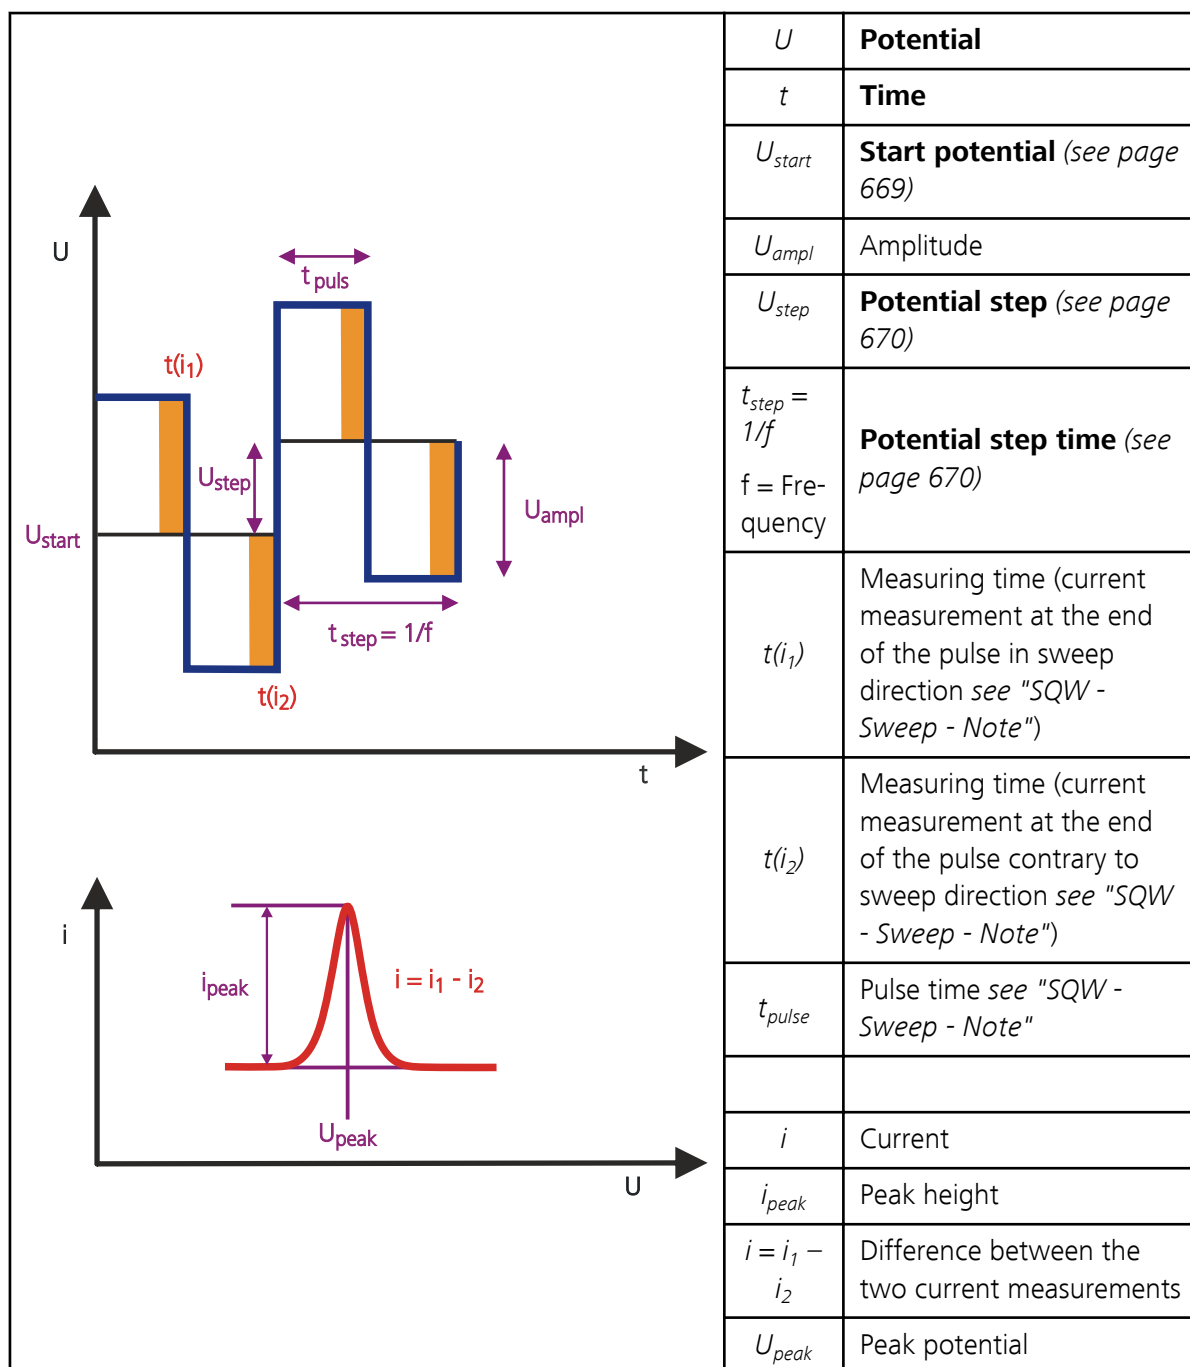 U
t puls
t(i1)
Ustep
Uampl
Ustart
t step = 1/f
t(i2)
t
i
ipeak
i = i1 - i2
Upeak
U
U
Potential
t
Time
Ustart
Start potential (see page
669)
Uampl
Amplitude
Ustep
Potential step (see page
670)
tstep =
1/f
f = Fre-
quency
Potential step time (see
page 670)
t(i1)
Measuring time (current
measurement at the end
of the pulse in sweep
direction see "SQW -
Sweep - Note")
t(i2)
Measuring time (current
measurement at the end
of the pulse contrary to
sweep direction see "SQW
- Sweep - Note")
tpulse
Pulse time see "SQW -
Sweep - Note"
i
Current
ipeak
Peak height
i = i1 –
i2
Difference between the
two current measurements
Upeak
Peak potential